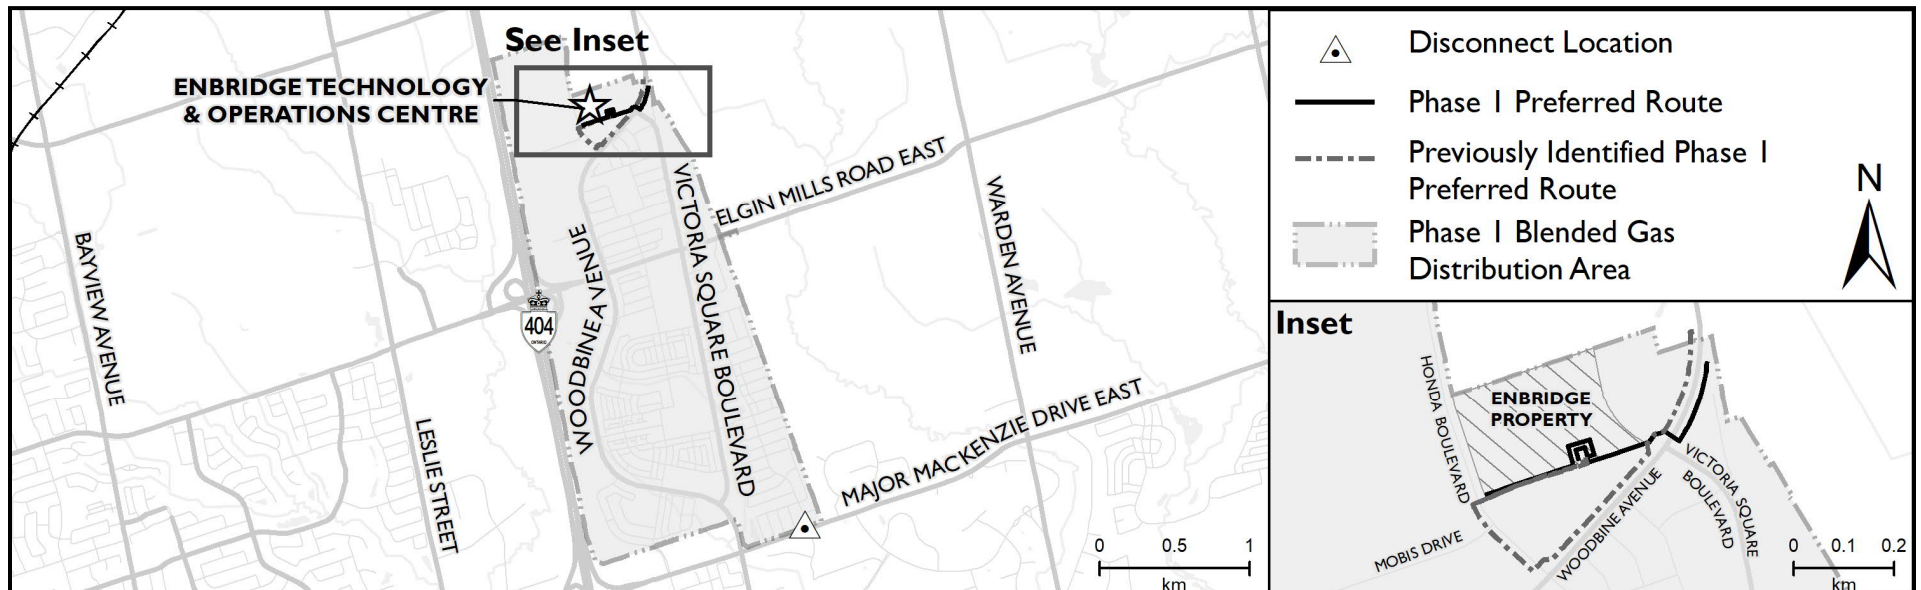 See Inset
ENBRIDGE TECHNOLOGY
& OPERATIONS CENTRE
BAYVIEW AVENUE
LESLIE STREET
404
ONTARIO
WOODBINE AVENUE
VICTORIA SQUARE BOULEVARD
ELGIN MILLS ROAD EAST
WARDEN AVENUE
MAJOR MACKENZIE DRIVE EAST
0 0.5 1
km
Disconnect Location
Phase 1 Preferred Route
Previously Identified Phase 1
Preferred Route
Phase 1 Blended Gas
Distribution Area
N
Inset
HONDA BOULEVARD
ENBRIDGE
PROPERTY
MOBIS DRIVE
WOODBINE AVENUE
VICTORIA SQUARE
BOULEVARD
0 0.1 0.2
km